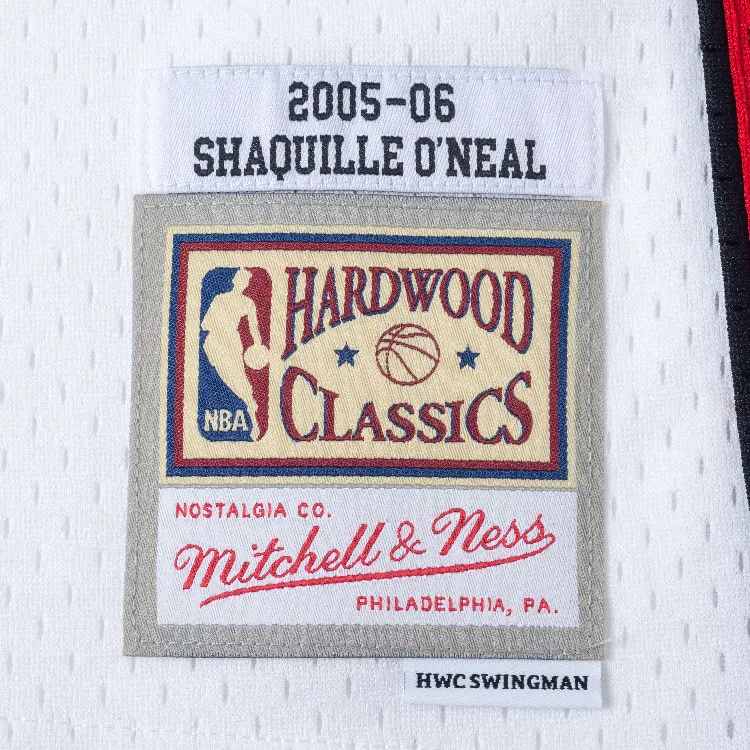 2005-06
SHAQUILLE O'NEAL
HARDWOOD
CLASSICS
NBA
NOSTALGIA CO.
Mitchell & Ness
PHILADELPHIA, PA.
HWC SWINGMAN